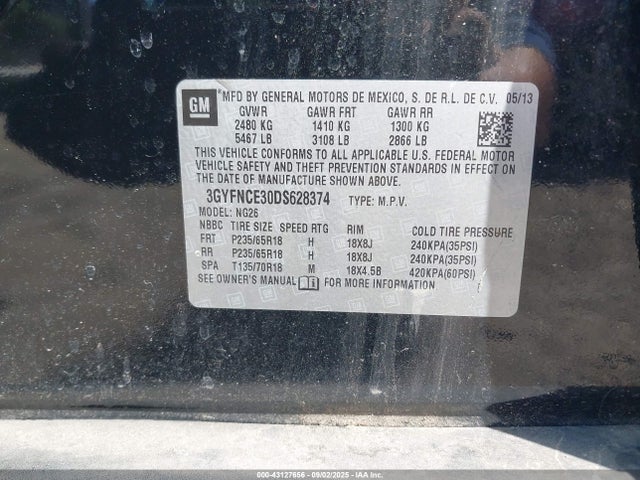 GM
*MFD BY GENERAL MOTORS DE MEXICO, S. DE R.L. DE C.V. 05/13
GVWR GAWR FRT GAWR RR
2480 KG 1410 KG 1300 KG
5467 LB 3108 LB 2866 LB
THIS VEHICLE CONFORMS TO ALL APPLICABLE U.S. FEDERAL MOTOR
VEHICLE SAFETY AND THEFT PREVENTION STANDARDS IN EFFECT ON
THE DATE OF MANUFACTURE SHOWN ABOVE.
3GYFNCE30DS628374 TYPE: M.P.V.
MODEL: NG26
NBBC TIRE SIZE SPEED RTG RIM COLD TIRE PRESSURE
FRT P235/65R18 H 18X8J 240KPA(35PSI)
RR P235/65R18 H 18X8J 240KPA(35PSI)
SPA T135/70R18 M 18X4.5B 420KPA(60PSI)
SEE OWNER'S MANUAL FOR MORE INFORMATION
000-43127656 - 09/02/2025 - IAAI.COM